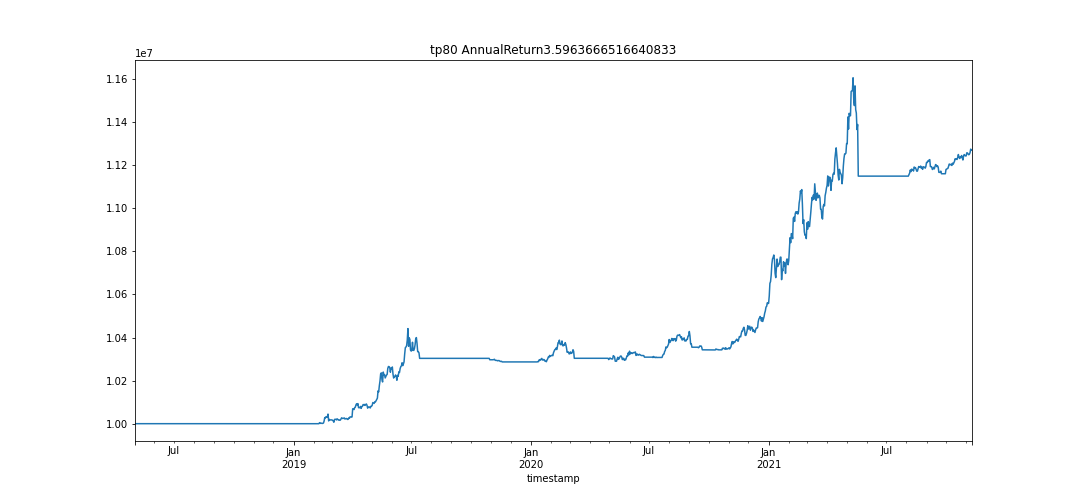 tp80 AnnualReturn3.5963666516640833
1e7
1.16
1.14
1.12
1.10
1.08
1.06
1.04
1.02
1.00
Jul Jan Jul Jan Jul Jan Jul
2019 2020 2021
timestamp